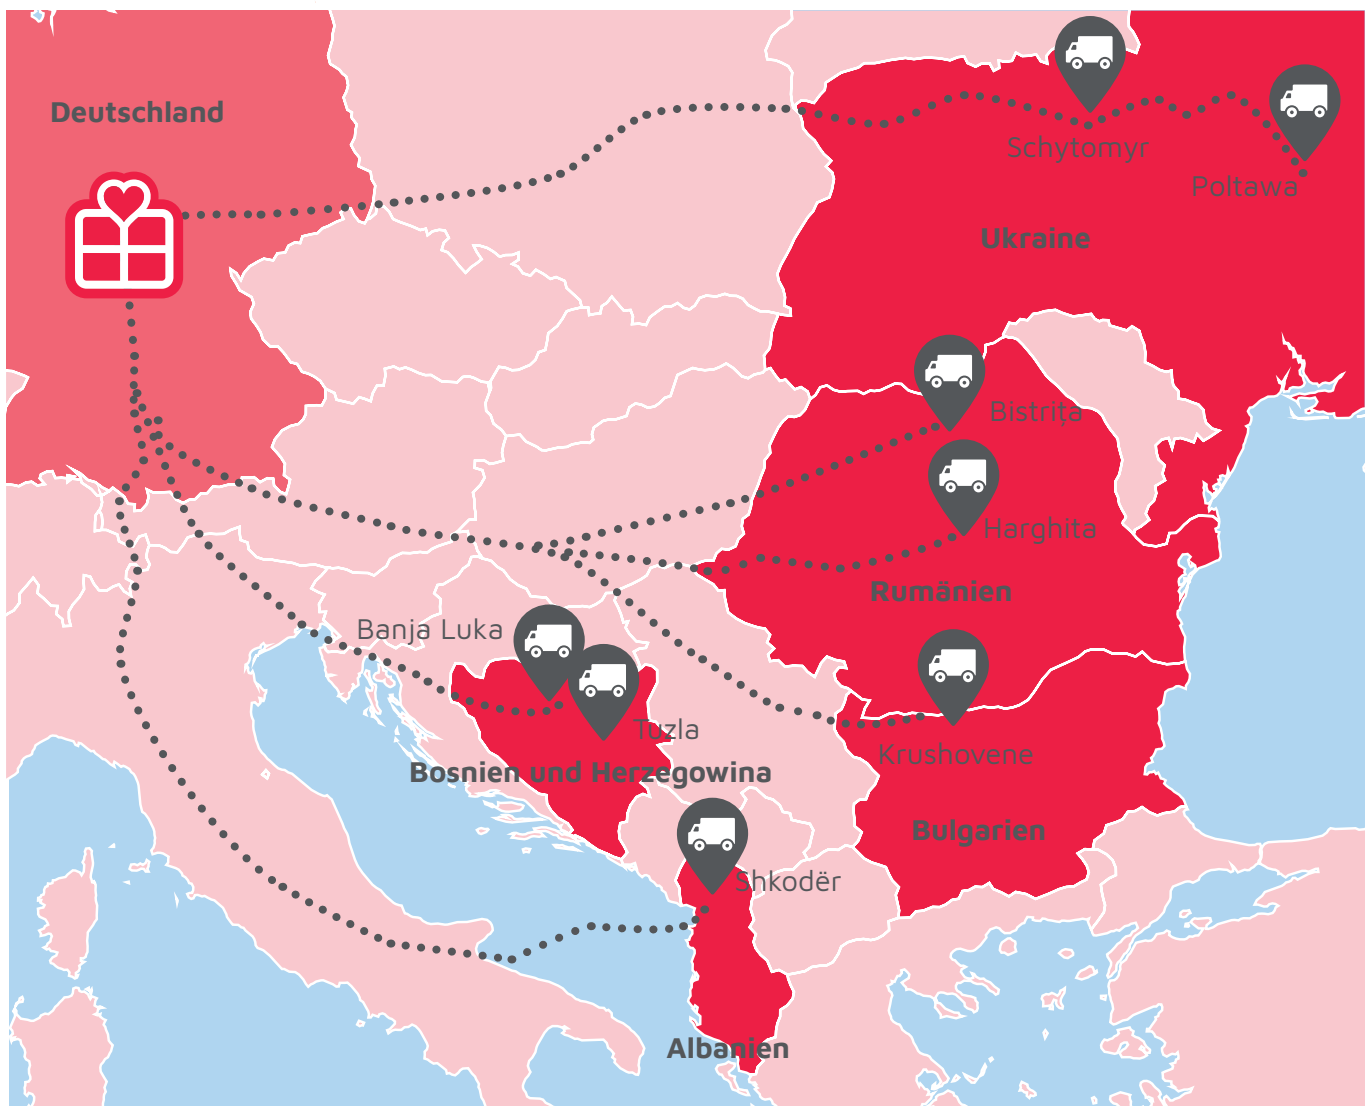 Deutschland
Schytomyr
Poltawa
Ukraine
Bistrița
Harghita
Rumänien
Banja Luka
Tuzla
Krushovene
Bosnien und Herzegowina
Bulgarien
Shkodër
Albanien